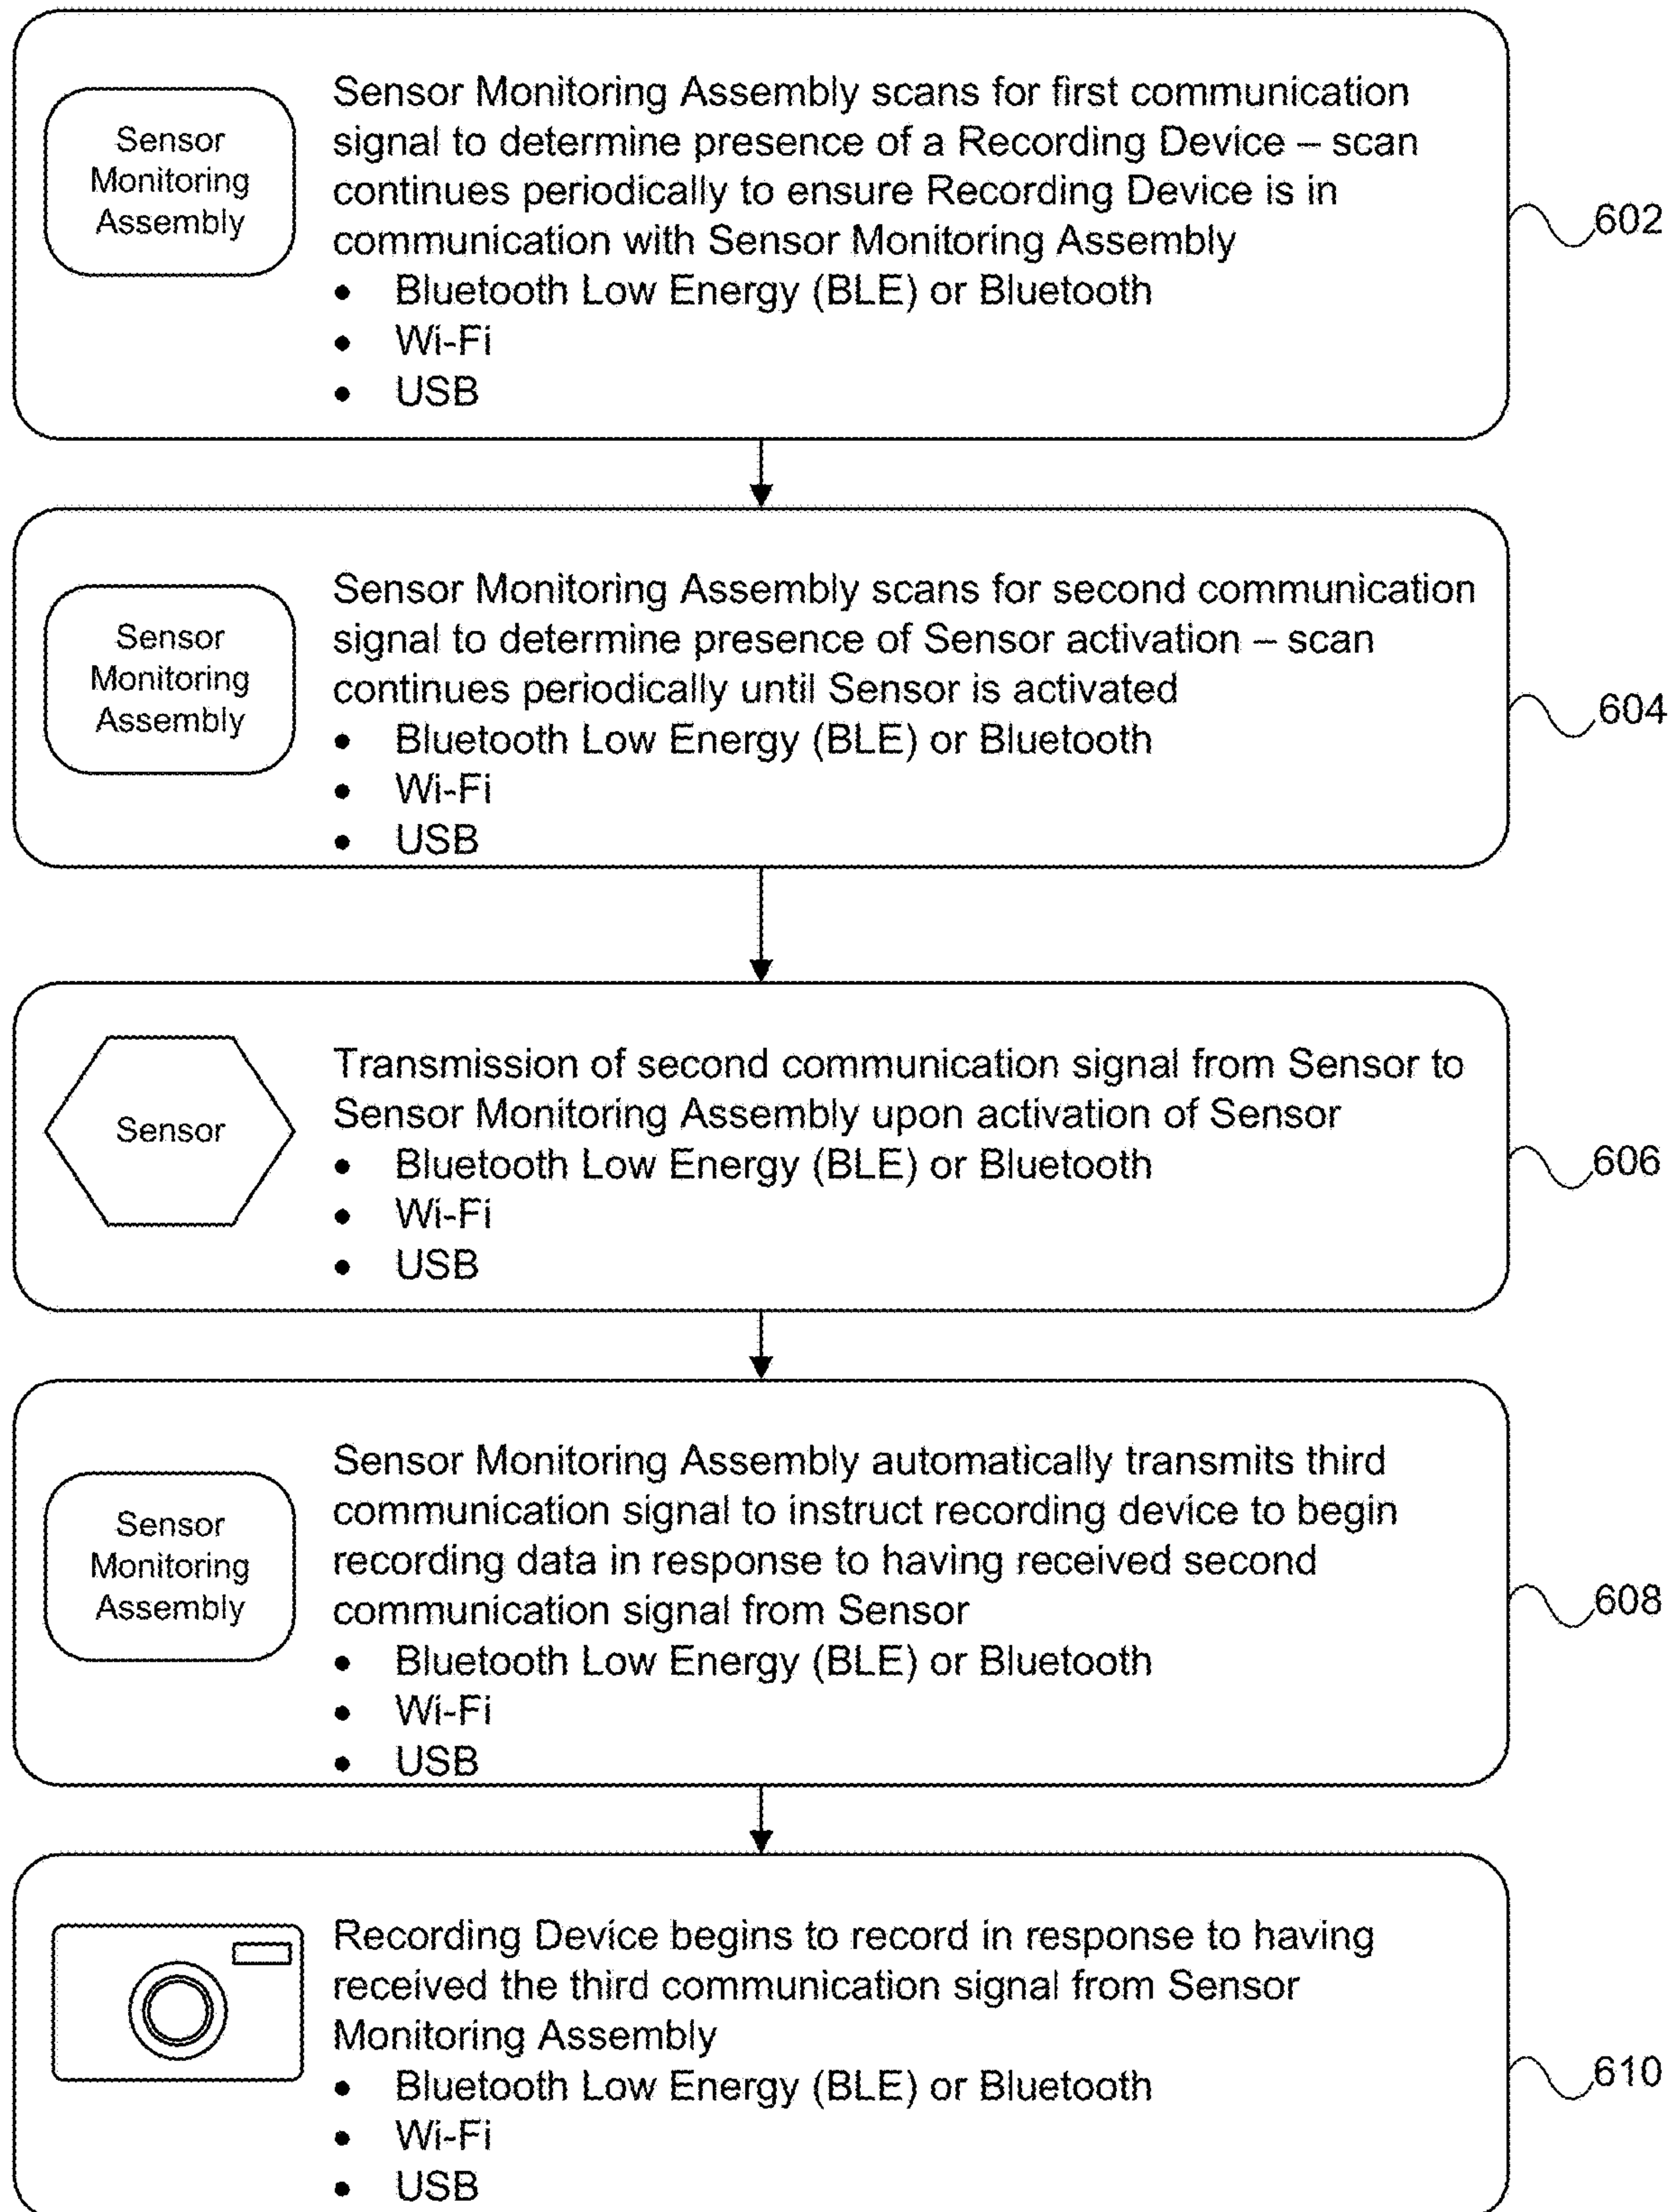 Sensor
Monitoring
Assembly
Sensor Monitoring Assembly scans for first communication
signal to determine presence of a Recording Device – scan
continues periodically to ensure Recording Device is in
communication with Sensor Monitoring Assembly
• Bluetooth Low Energy (BLE) or Bluetooth
• Wi-Fi
• USB
602
Sensor
Monitoring
Assembly
Sensor Monitoring Assembly scans for second communication
signal to determine presence of Sensor activation – scan
continues periodically until Sensor is activated
• Bluetooth Low Energy (BLE) or Bluetooth
• Wi-Fi
• USB
604
Sensor
Transmission of second communication signal from Sensor to
Sensor Monitoring Assembly upon activation of Sensor
• Bluetooth Low Energy (BLE) or Bluetooth
• Wi-Fi
• USB
606
Sensor
Monitoring
Assembly
Sensor Monitoring Assembly automatically transmits third
communication signal to instruct recording device to begin
recording data in response to having received second
communication signal from Sensor
• Bluetooth Low Energy (BLE) or Bluetooth
• Wi-Fi
• USB
608
Recording Device begins to record in response to having
received the third communication signal from Sensor
Monitoring Assembly
• Bluetooth Low Energy (BLE) or Bluetooth
• Wi-Fi
• USB
610